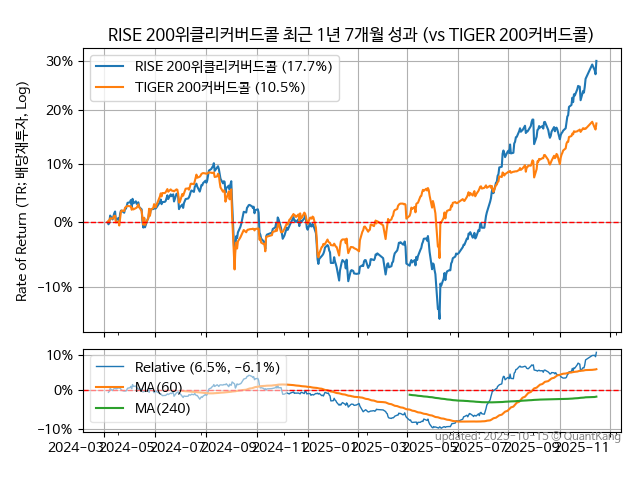 RISE 200위클리커버드콜 최근 1년 7개월 성과 (vs TIGER 200커버드콜)
Rate of Return (TR: 배당재투자, Log)
30%
20%
10%
0%
−10%
RISE 200위클리커버드콜 (17.7%)
TIGER 200커버드콜 (10.5%)
10%
0%
−10%
Relative (6.5%, −6.1%)
MA(60)
MA(240)
updated: 2025-10-15 © QuantKang
2024-03
2024-05
2024-07
2024-09
2024-11
2025-01
2025-03
2025-05
2025-07
2025-09
2025-11